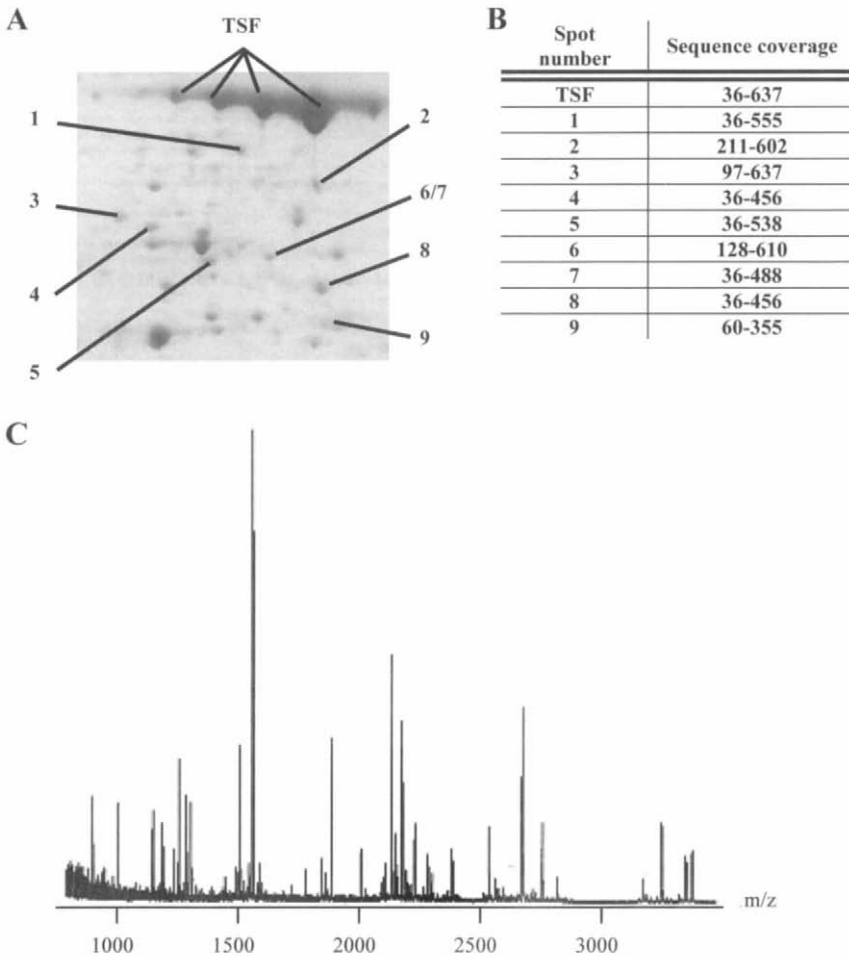 A
TSF
1
2
3
6/7
8
4
9
5
B
Spot number Sequence coverage
TSF 36-637
1 36-555
2 211-602
3 97-637
4 36-456
5 36-538
6 128-610
7 36-488
8 36-456
9 60-355
C
m/z
1000 1500 2000 2500 3000